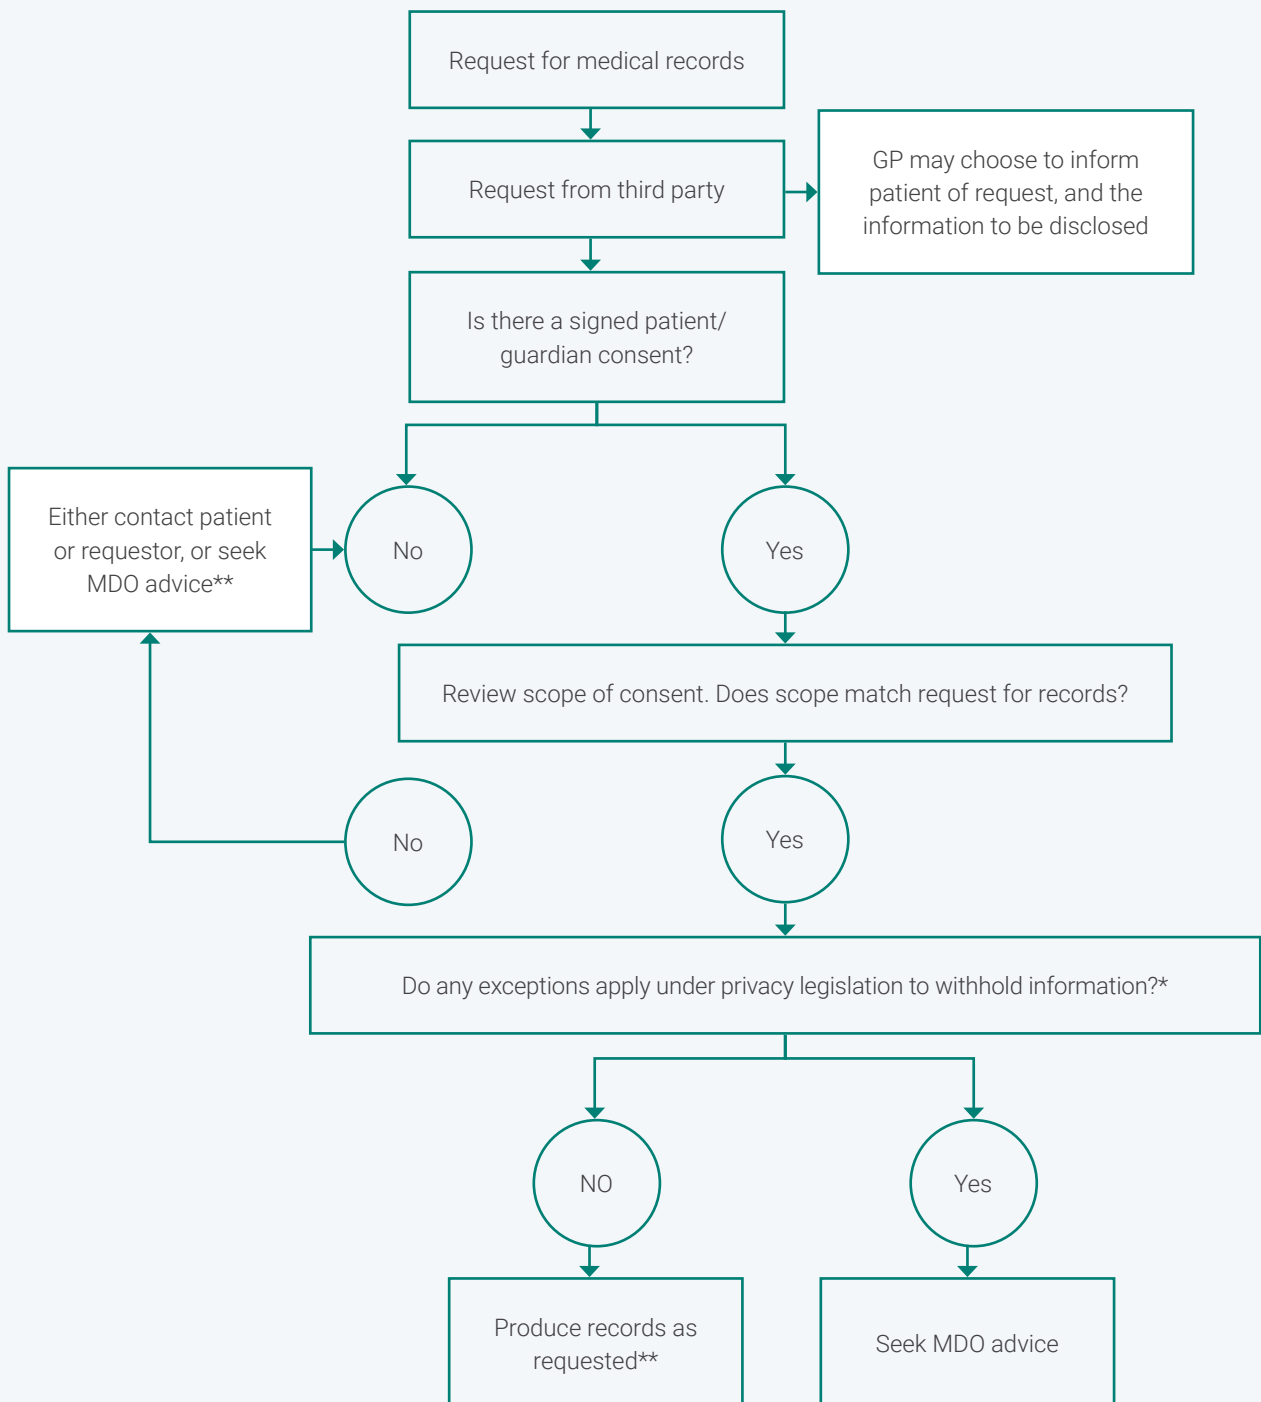 Request for medical records
Request from third party
GP may choose to inform
patient of request, and the
information to be disclosed
Is there a signed patient/
guardian consent?
Either contact patient
or requestor, or seek
MDO advice**
No
Yes
Review scope of consent. Does scope match request for records?
No
Yes
Do any exceptions apply under privacy legislation to withhold information?*
NO
Yes
Produce records as
requested**
Seek MDO advice